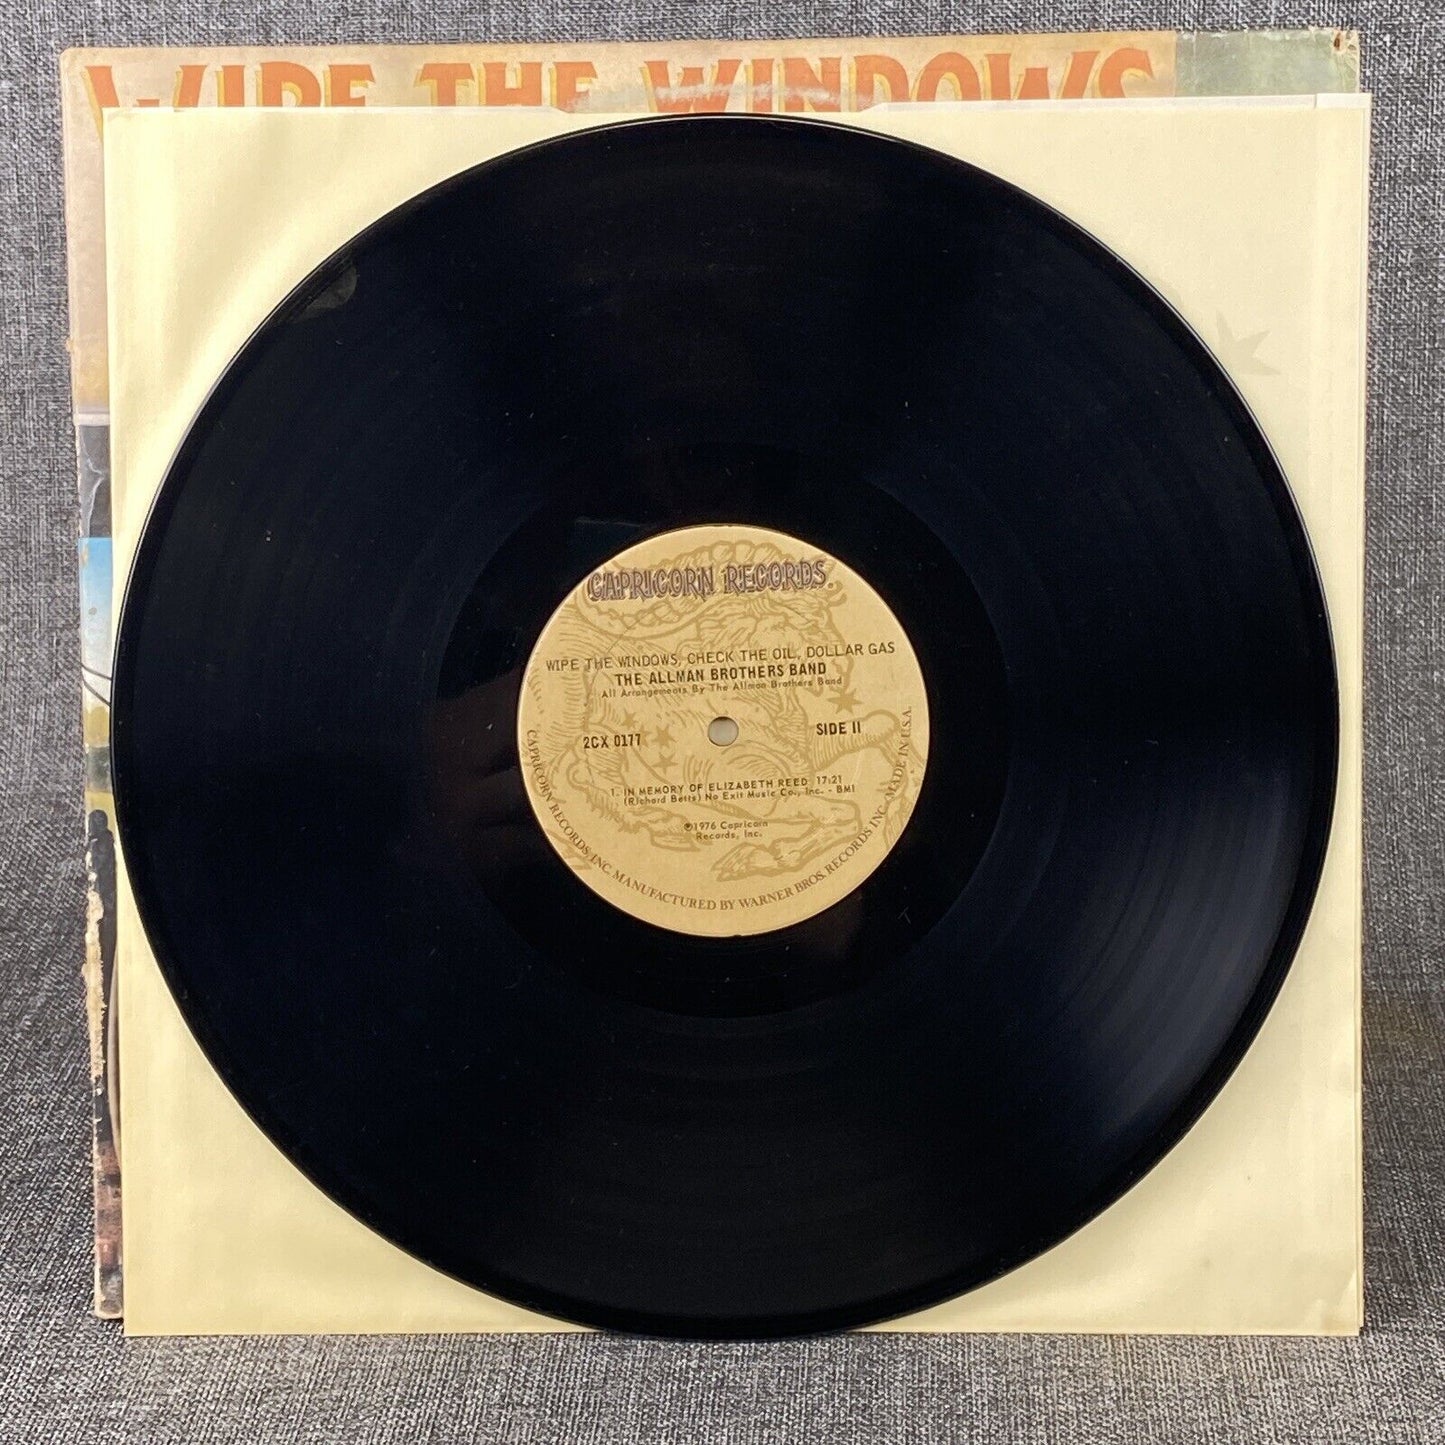 WIPE THE WINDOWS
CAPRICORN RECORDS
WIPE THE WINDOWS, CHECK THE OIL, DOLLAR GAS
THE ALLMAN BROTHERS BAND
All Arrangements By The Allman Brothers Band
2CX 0177
SIDE II
1. IN MEMORY OF ELIZABETH REED 17:21
(Richard Betts) No Exit Music Co., Inc. - BMI
℗1976 Capricorn
Records, Inc.
CAPRICORN RECORDS INC. MANUFACTURED BY WARNER BROS. RECORDS INC. MADE IN U.S.A.